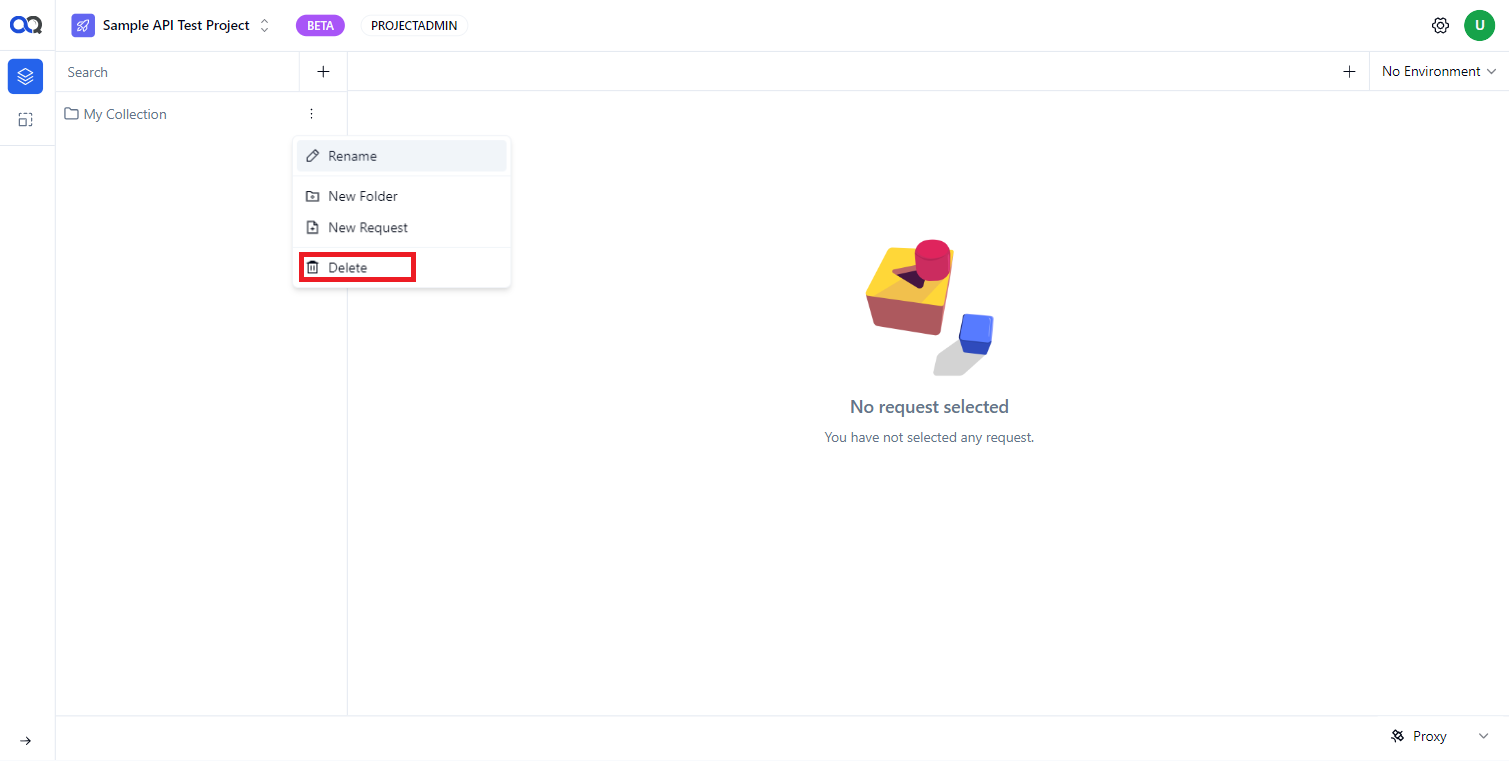 Sample API Test Project BETA PROJECTADMIN U
Search No Environment
My Collection
Rename
New Folder
New Request
Delete
No request selected
You have not selected any request.
Proxy